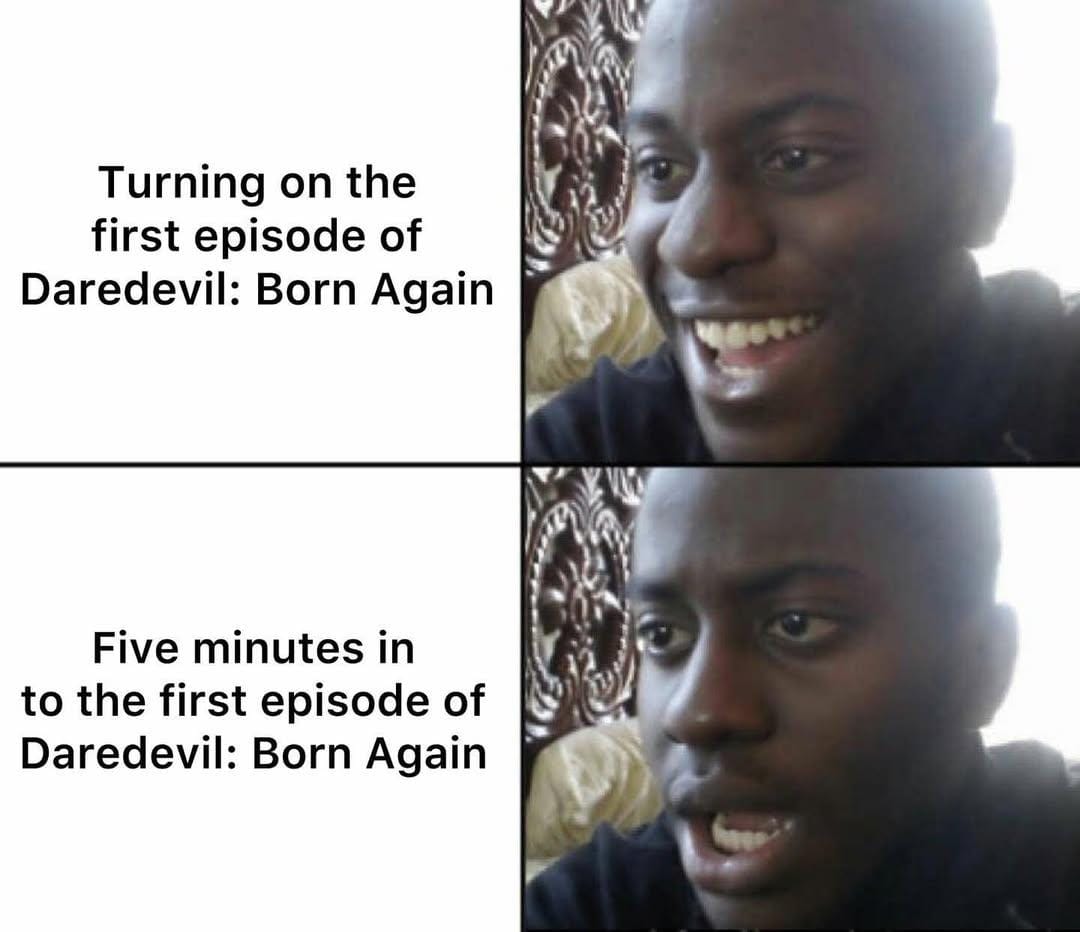 Turning on the
first episode of
Daredevil: Born Again
Five minutes in
to the first episode of
Daredevil: Born Again